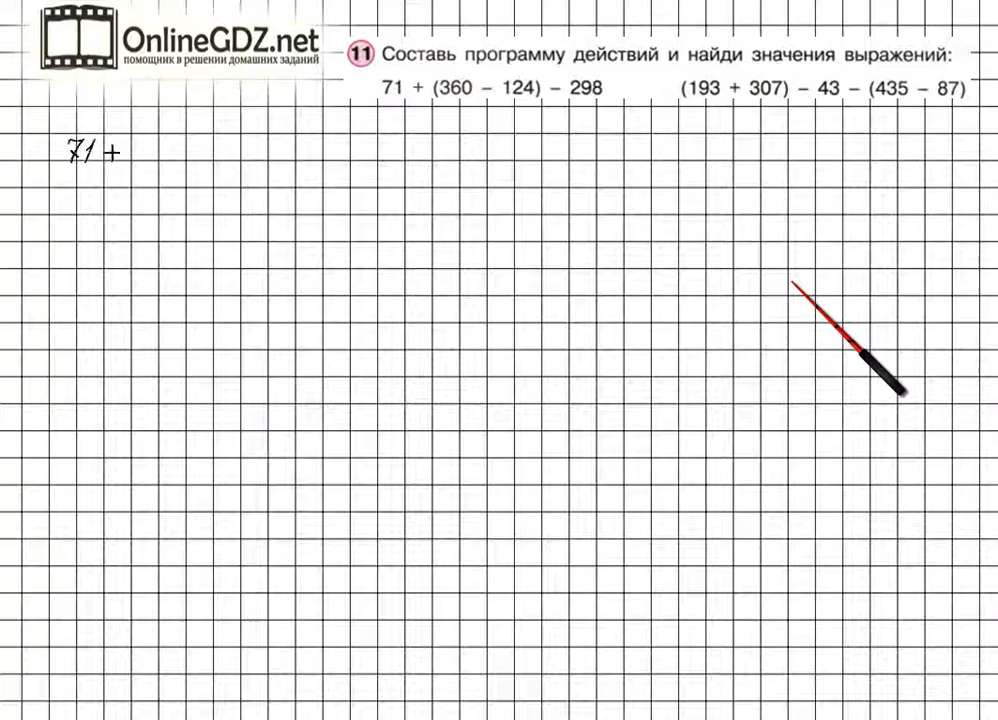 OnlineGDZ.net
помощник в решении домашних заданий
11 Составь программу действий и найди значения выражений:
71 + (360 − 124) − 298 (193 + 307) − 43 − (435 − 87)
71 +